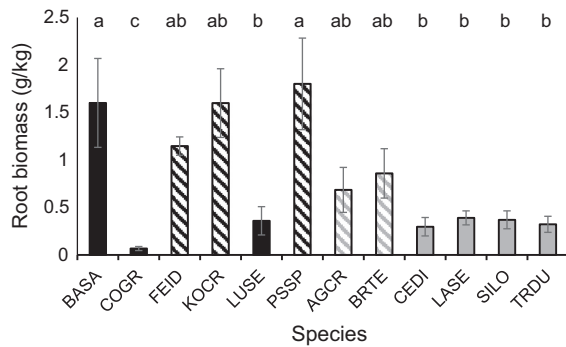 a c ab ab b a ab ab b b b b
2.5
2
1.5
1
0.5
0
Root biomass (g/kg)
BASA COGR FEID KOCR LUSE PSSP AGCR BRTE CEDI LASE SILO TRDU
Species